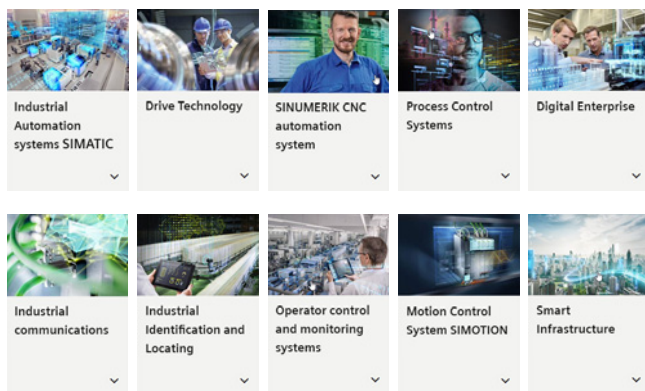 Industrial
Automation
systems SIMATIC
Drive Technology
SINUMERIK CNC
automation
system
Process Control
Systems
Digital Enterprise
Industrial
communications
Industrial
Identification and
Locating
Operator control
and monitoring
systems
Motion Control
System SIMOTION
Smart
Infrastructure